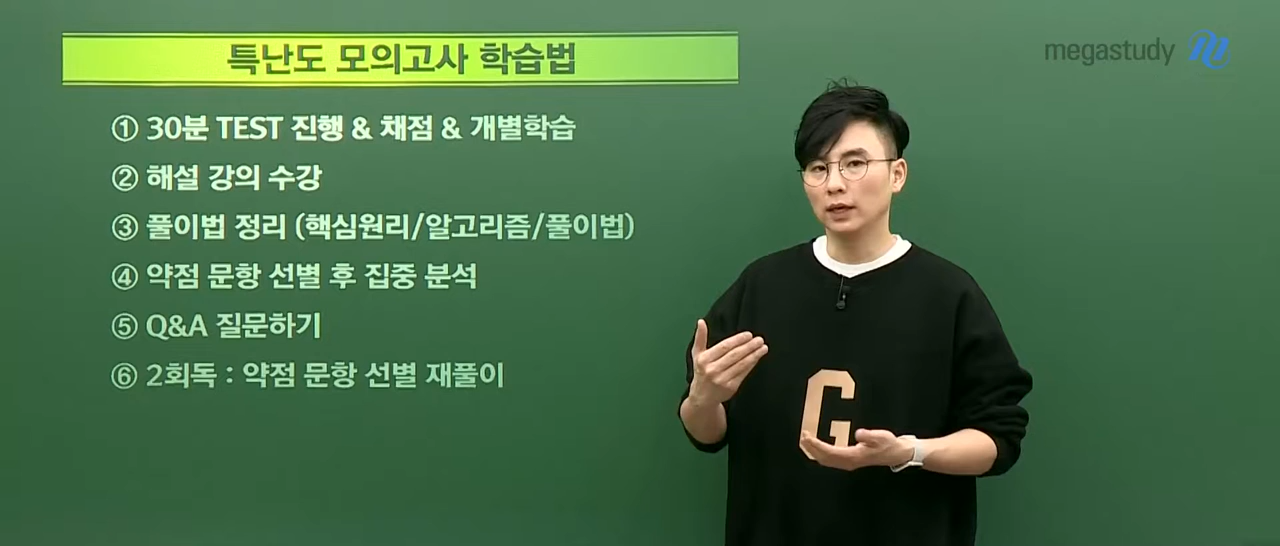 특난도 모의고사 학습법
megastudy
① 30분 TEST 진행 & 채점 & 개별학습
② 해설 강의 수강
③ 풀이법 정리 (핵심원리/알고리즘/풀이법)
④ 약점 문항 선별 후 집중 분석
⑤ Q&A 질문하기
⑥ 2회독 : 약점 문항 선별 재풀이
G